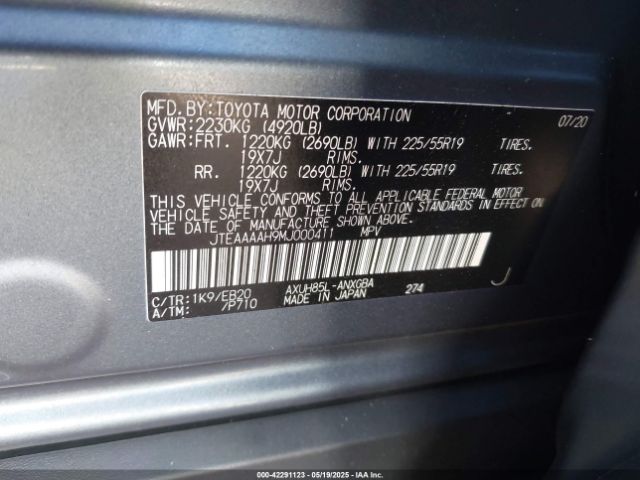 MFD. BY: TOYOTA MOTOR CORPORATION 07/20
GVWR: 2230KG (4920LB)
GAWR: FRT. 1220KG (2690LB) WITH 225/55R19 TIRES.
19X7J RIMS.
RR. 1220KG (2690LB) WITH 225/55R19 TIRES.
19X7J RIMS.
THIS VEHICLE CONFORMS TO ALL APPLICABLE FEDERAL MOTOR
VEHICLE SAFETY AND THEFT PREVENTION STANDARDS IN EFFECT ON
THE DATE OF MANUFACTURE SHOWN ABOVE.
JTEAAAAH9MJ000411 MPV
C/TR: 1K9/EB20 AXUH85L-ANXGBA 274 J
A/TM: /P710 MADE IN JAPAN
000-42291123 - 05/19/2025 - IAAI